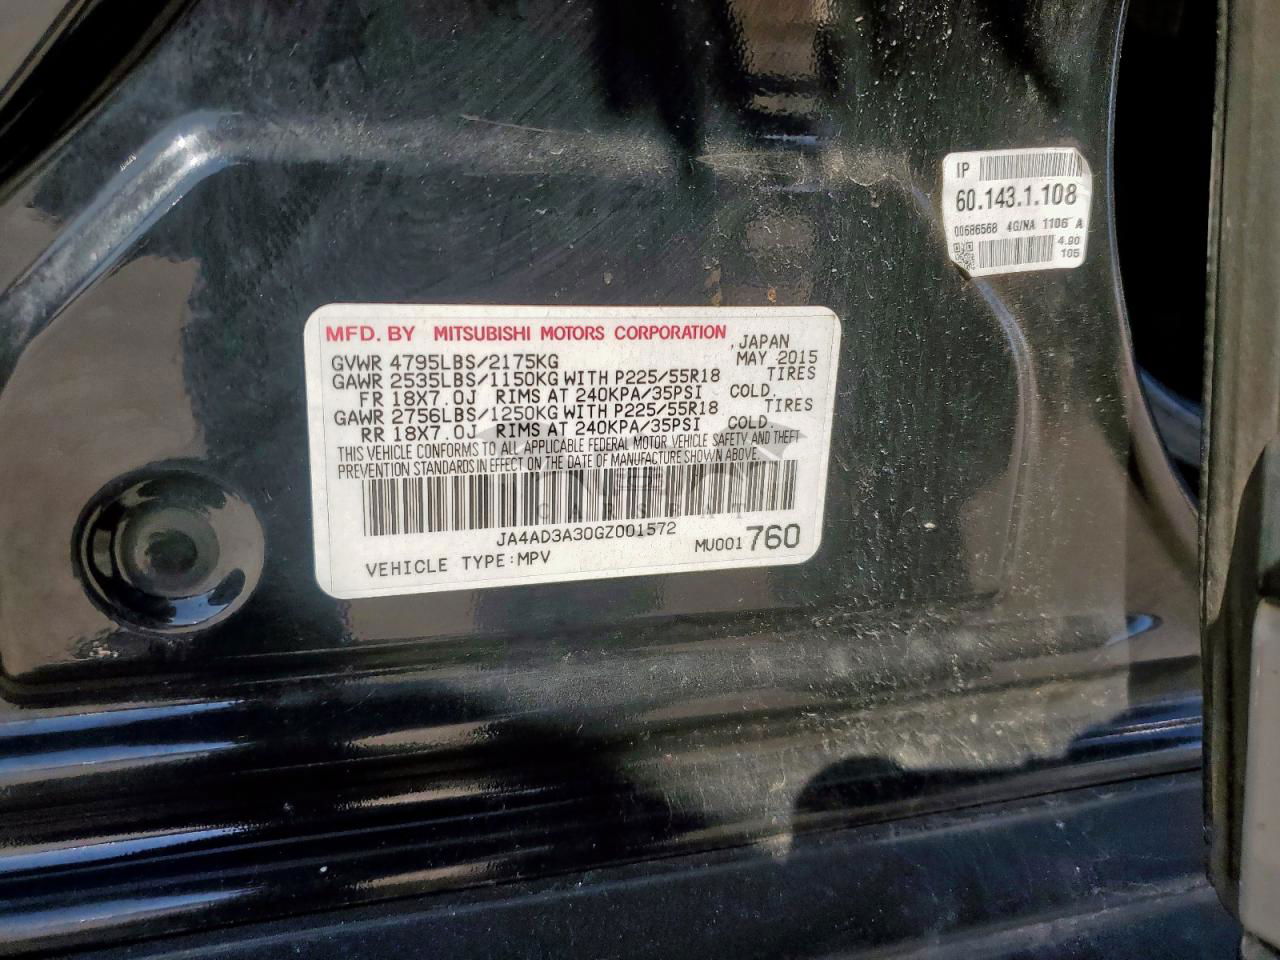 IP
60.143.1.108
00686568 4G/NA 1106 A
4.90
105
MFD. BY MITSUBISHI MOTORS CORPORATION , JAPAN
GVWR 4795LBS/2175KG MAY 2015
GAWR 2535LBS/1150KG WITH P225/55R18 TIRES
FR 18X7.0J RIMS AT 240KPA/35PSI COLD.
GAWR 2756LBS/1250KG WITH P225/55R18 TIRES
RR 18X7.0J RIMS AT 240KPA/35PSI COLD.
THIS VEHICLE CONFORMS TO ALL APPLICABLE FEDERAL MOTOR VEHICLE SAFETY AND THEFT
PREVENTION STANDARDS IN EFFECT ON THE DATE OF MANUFACTURE SHOWN ABOVE.
JA4AD3A30GZ001572
VEHICLE TYPE:MPV MU001760